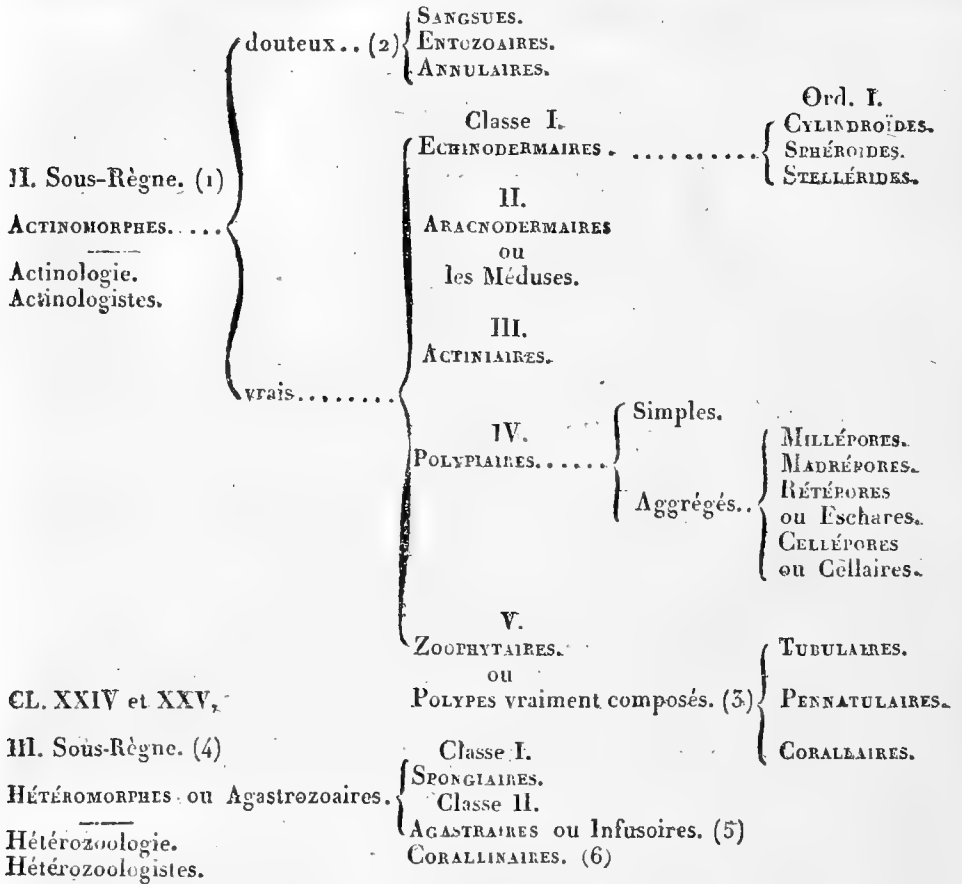 douteux.. (2)
SANGSUES.
ENTOZOAIRES.
ANNULAIRES.
II. Sous-Règne. (1)
ACTINOMORPHES.....
Actinologie.
Actinologistes.
vrais........
Classe I.
ECHINODERMAIRES . ..........
Ord. I.
CYLINDROÏDES.
SPHÉROIDES.
STELLÉRIDES.
II.
ARACNODERMAIRES
ou
les Méduses.
III.
ACTINIAIRES.
IV.
POLYPIAIRES......
Simples.
Aggrégés..
MILLÉPORES.
MADRÉPORES.
RÉTÉPORES
ou Eschares.
CELLÉPORES
ou Cellaires.
V.
ZOOPHYTAIRES.
ou
POLYPES vraiment composés. (3)
TUBULAIRES.
PENNATULAIRES.
CORALLAIRES.
CL. XXIV et XXV,
III. Sous-Règne. (4)
HÉTÉROMORPHES ou Agastrozoaires.
Hétérozoologie.
Hétérozoologistes.
Classe I.
SPONGIAIRES.
Classe II.
AGASTRAIRES ou Infusoires. (5)
CORALLINAIRES. (6)